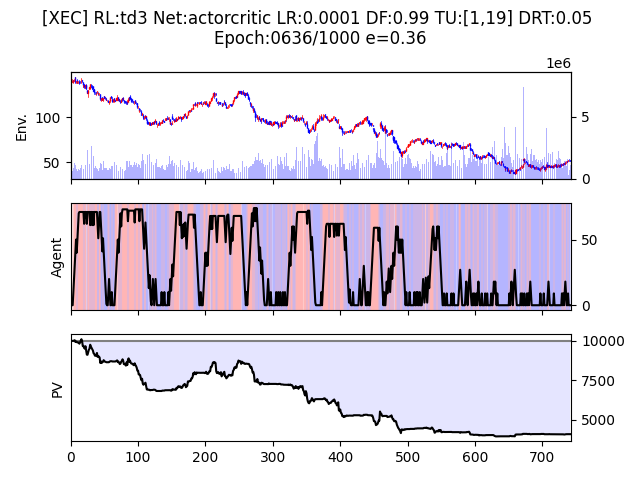 [XEC] RL:td3 Net:actorcritic LR:0.0001 DF:0.99 TU:[1,19] DRT:0.05
Epoch:0636/1000 e=0.36
1e6
Env.
100
50
5
0
Agent
50
0
PV
10000
7500
5000
0 100 200 300 400 500 600 700